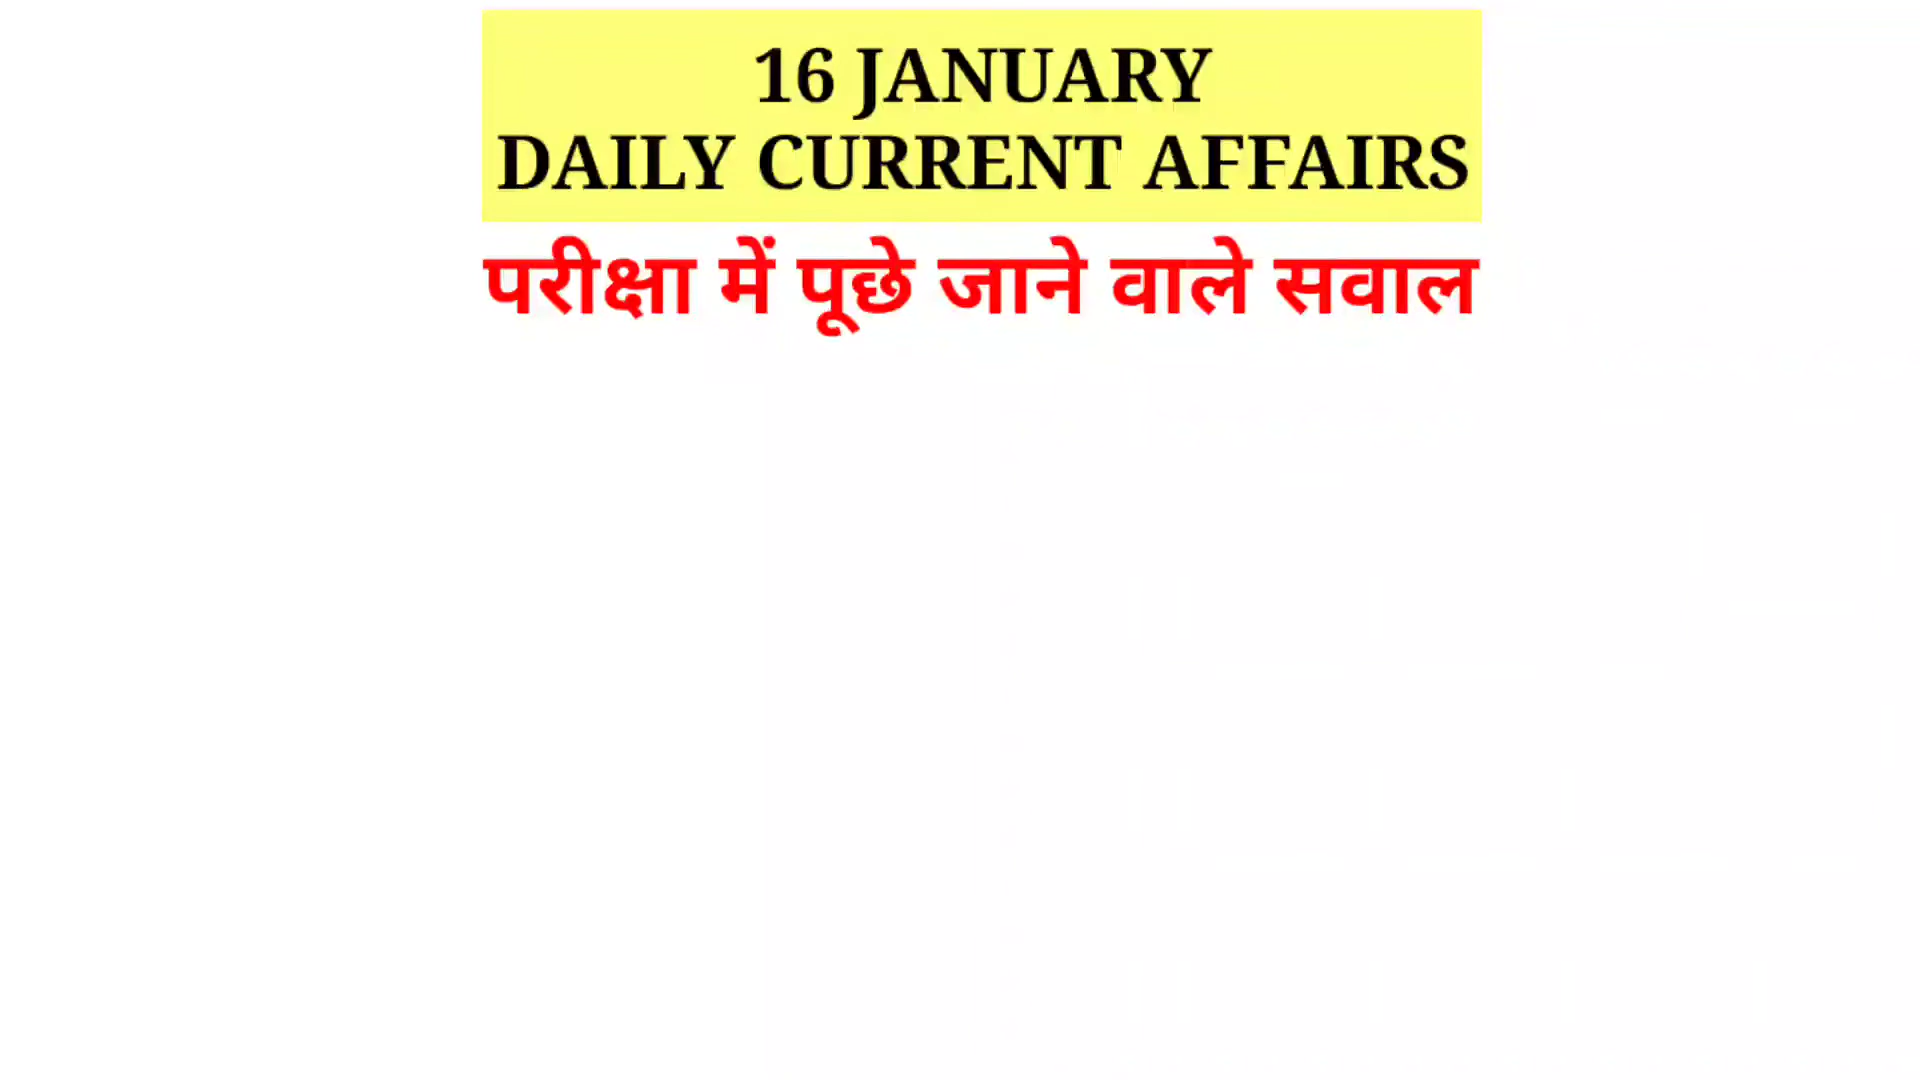 16 JANUARY
DAILY CURRENT AFFAIRS
परीक्षा में पूछे जाने वाले सवाल